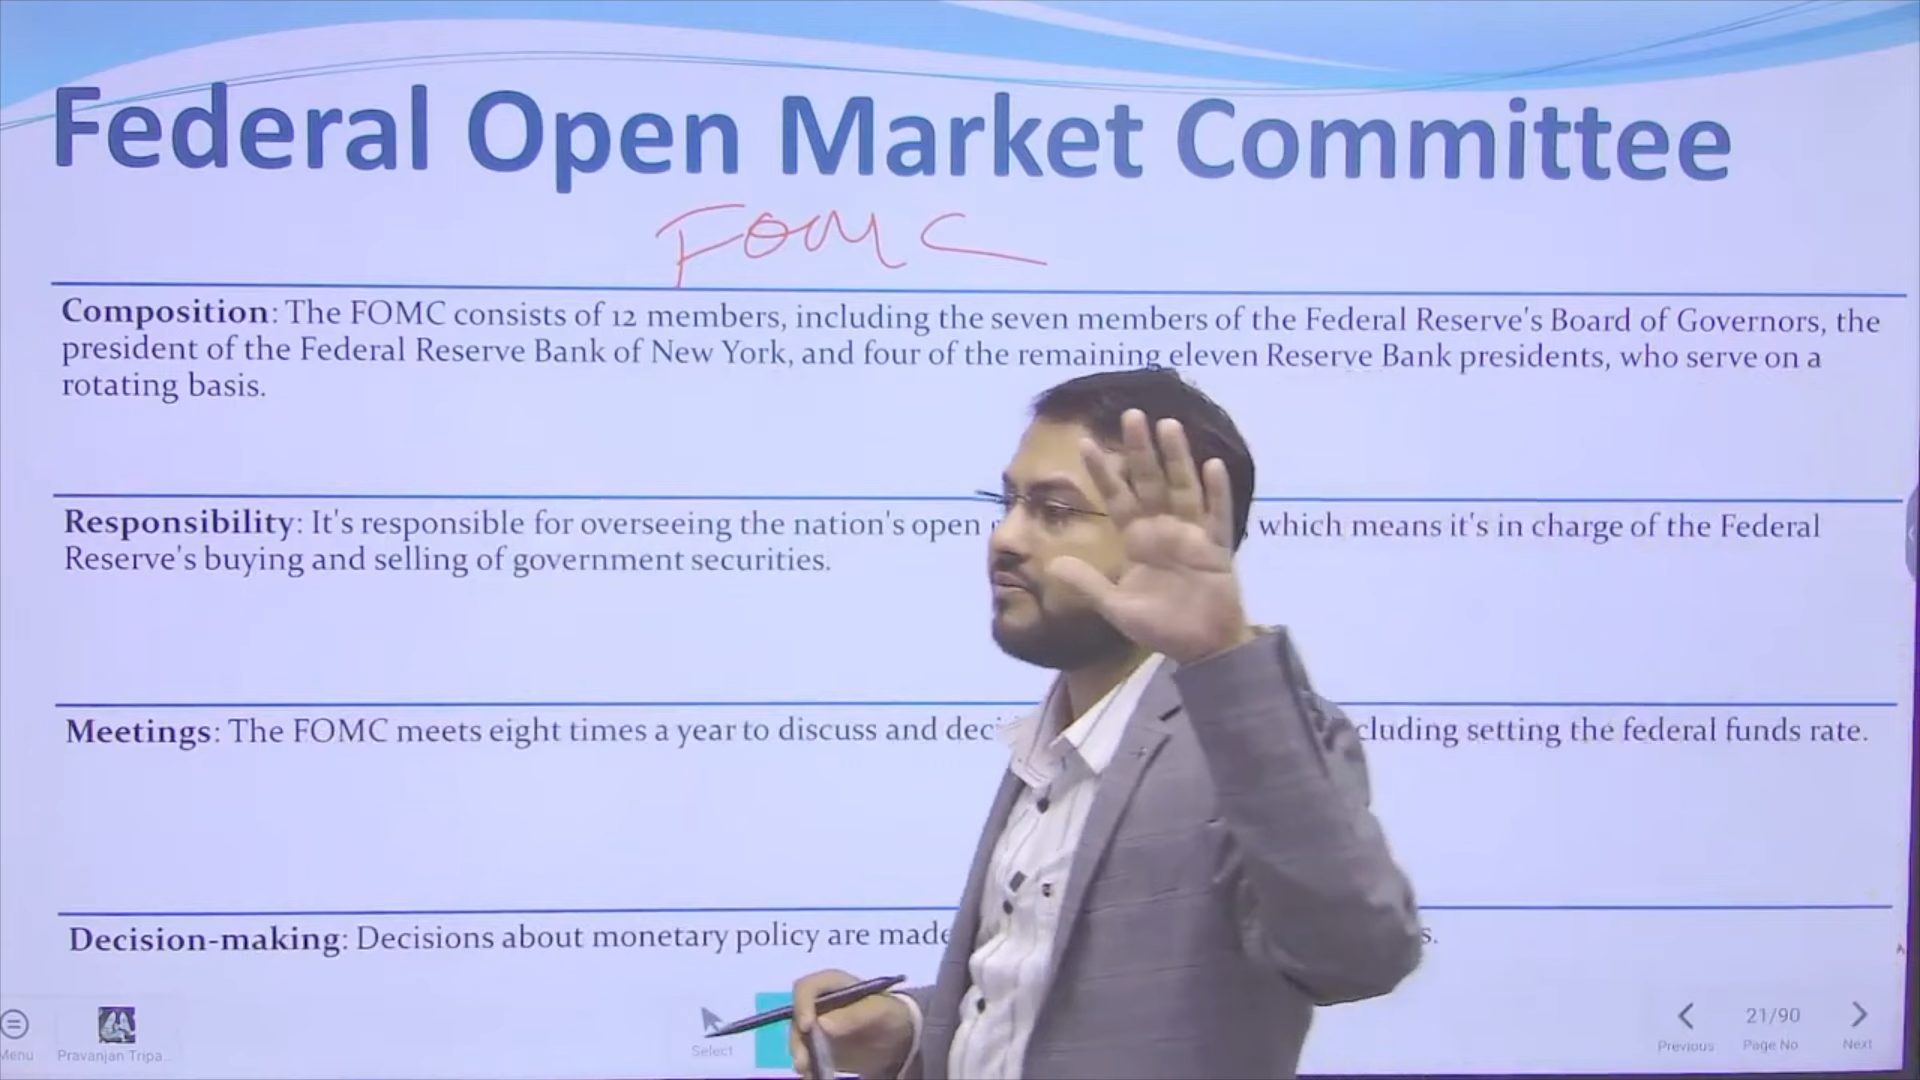 Federal Open Market Committee
FOMC
Composition: The FOMC consists of 12 members, including the seven members of the Federal Reserve's Board of Governors, the
president of the Federal Reserve Bank of New York, and four of the remaining eleven Reserve Bank presidents, who serve on a
rotating basis.
Responsibility: It's responsible for overseeing the nation's open which means it's in charge of the Federal
Reserve's buying and selling of government securities.
Meetings: The FOMC meets eight times a year to discuss and setting the federal funds rate.
Decision-making: Decisions about monetary policy are made
Menu Pravanjan Tripa... Select Previous 21/90 Page No Next